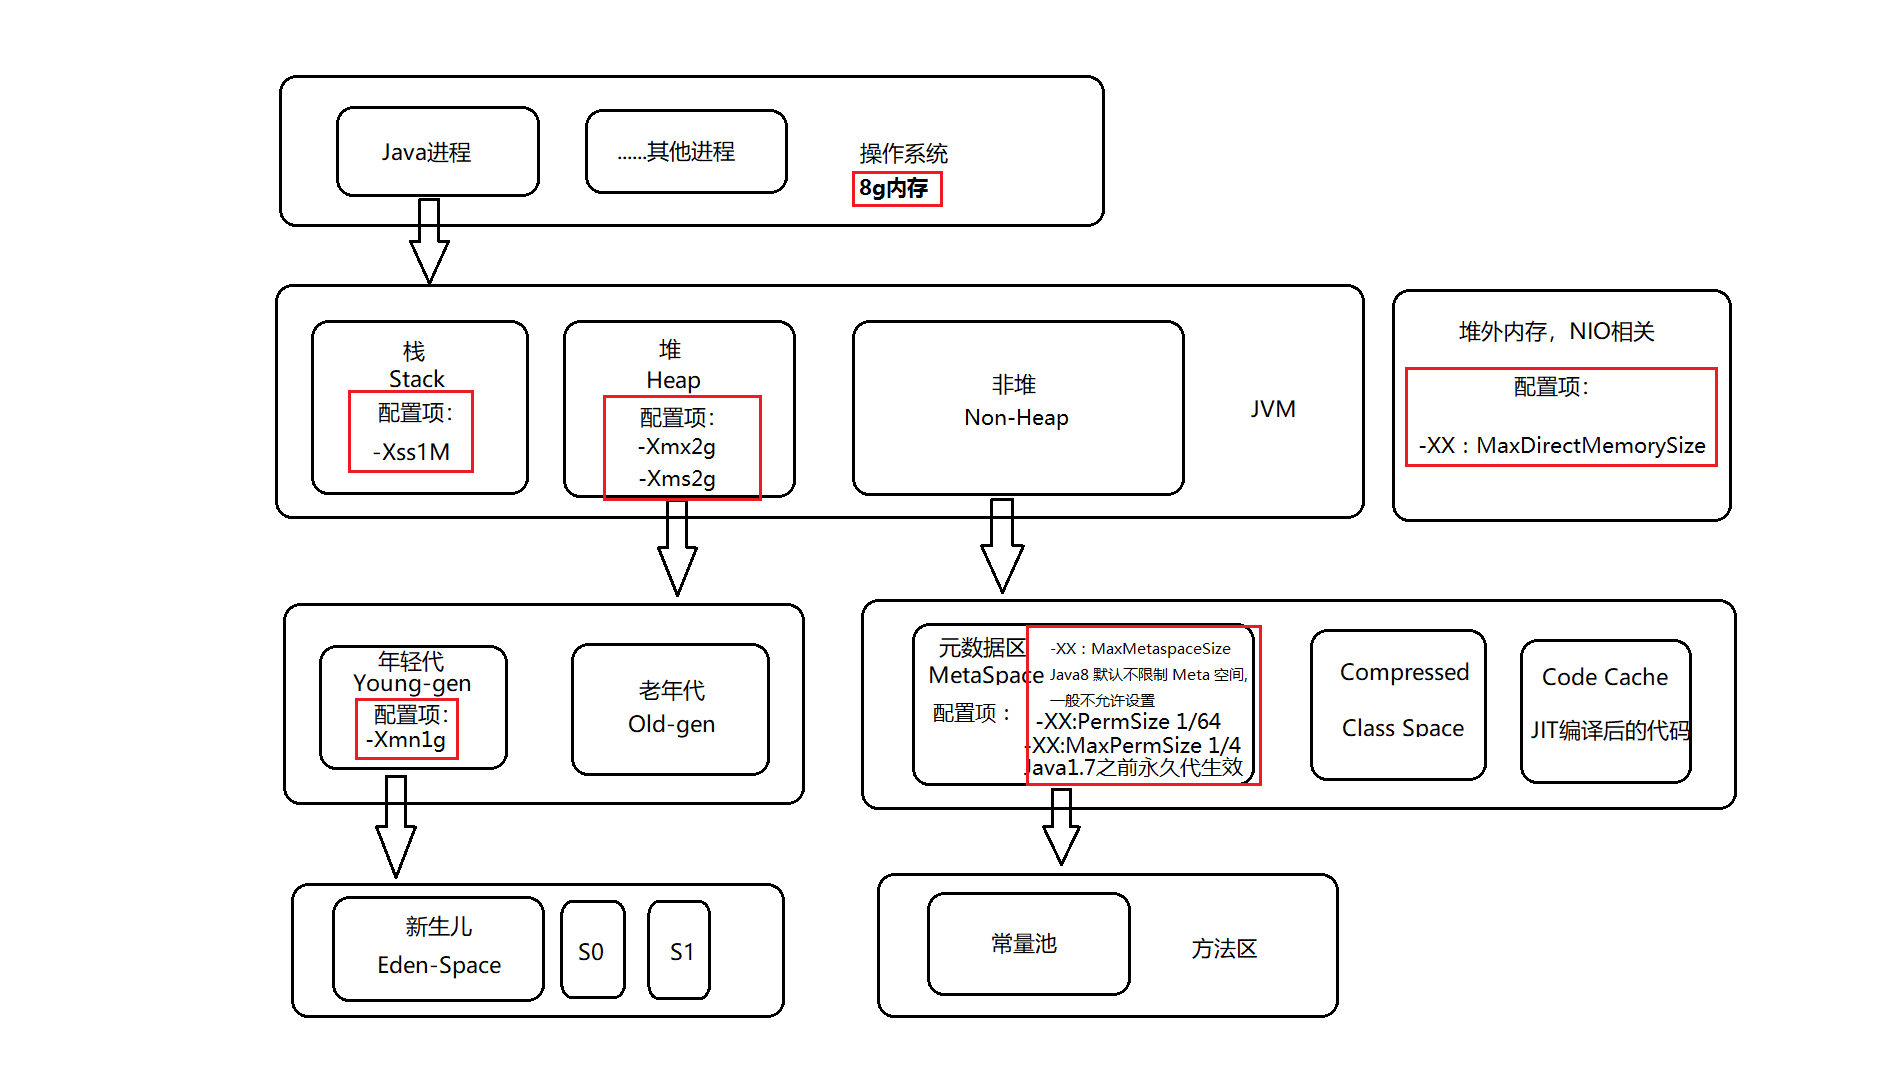 Java进程
......其他进程
操作系统
8g内存
栈
Stack
配置项：
-Xss1M
堆
Heap
配置项：
-Xmx2g
-Xms2g
非堆
Non-Heap
JVM
堆外内存，NIO相关
配置项：
-XX：MaxDirectMemorySize
年轻代
Young-gen
配置项：
-Xmn1g
老年代
Old-gen
元数据区
MetaSpace
配置项：
-XX：MaxMetaspaceSize
Java8 默认不限制 Meta 空间,
一般不允许设置
-XX:PermSize 1/64
-XX:MaxPermSize 1/4
Java1.7之前永久代生效
Compressed
Class Space
Code Cache
JIT编译后的代码
新生儿
Eden-Space
S0
S1
常量池
方法区